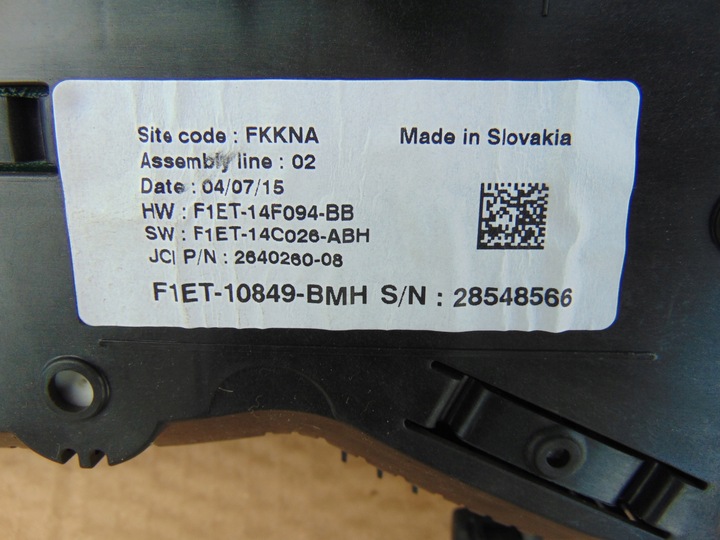 Site code : FKKNA
Made in Slovakia
Assembly line : 02
Date : 04/07/15
HW : F1ET-14F094-BB
SW : F1ET-14C026-ABH
JCI P/N : 2640260-08
F1ET-10849-BMH S/N : 28548566